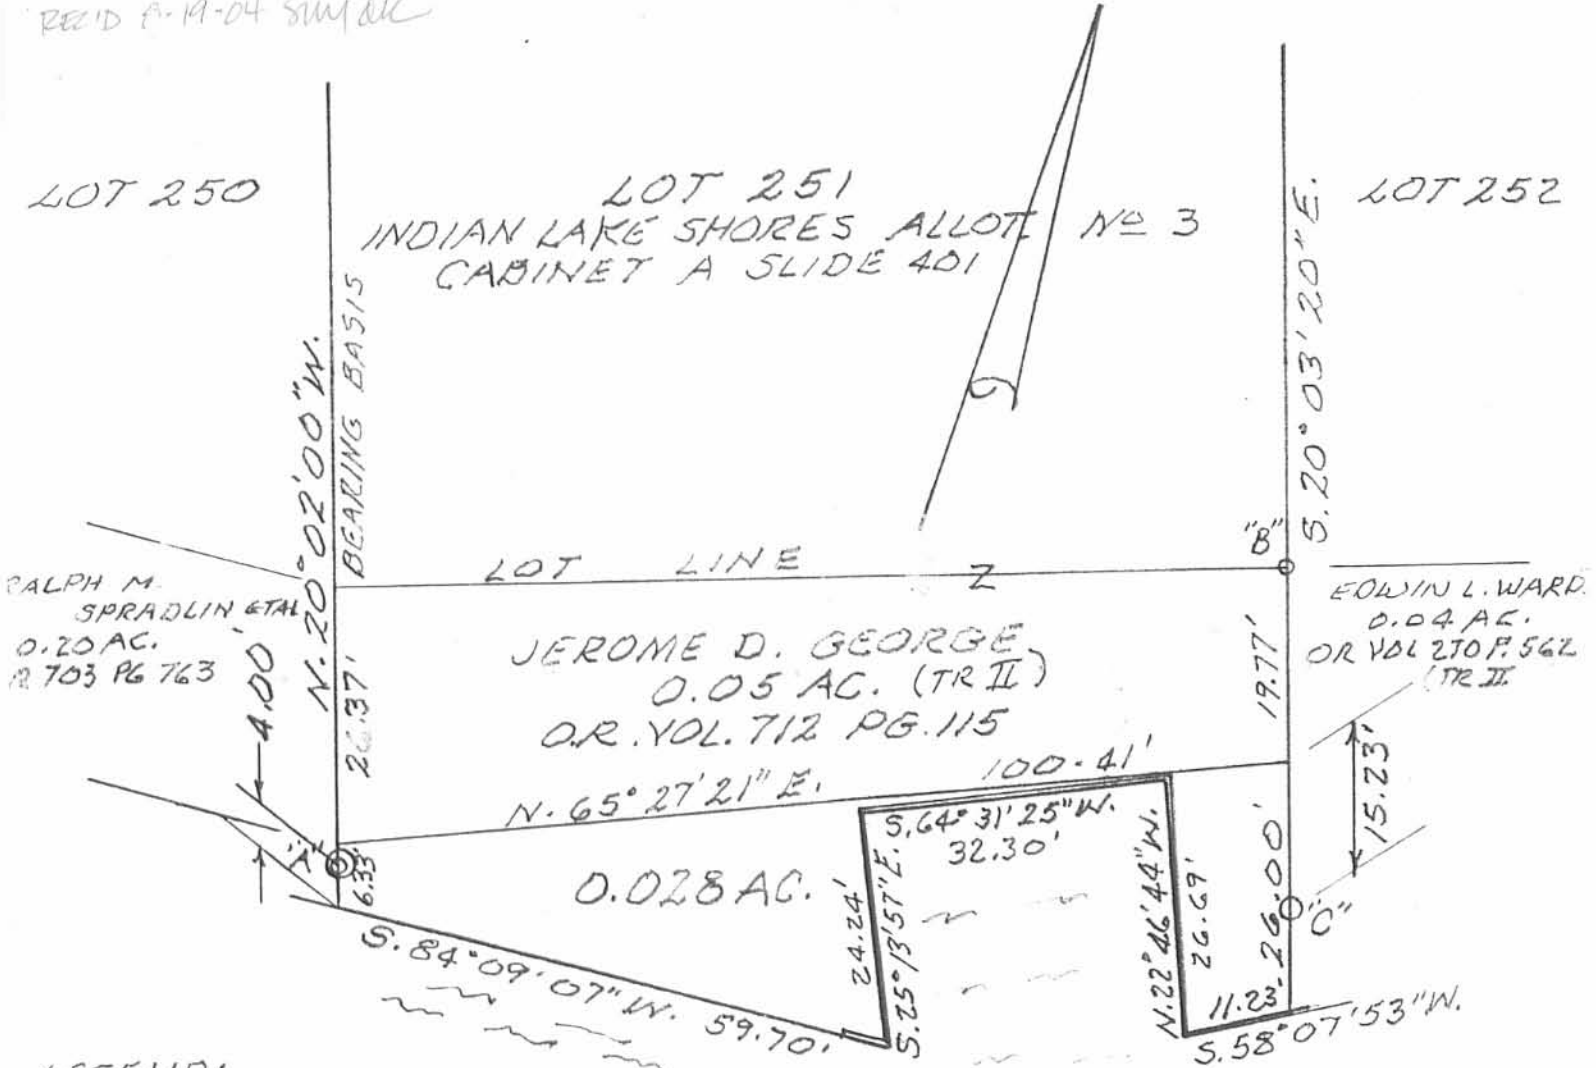 REC'D
LOT 250
LOT 251
INDIAN LAKE SHORES ALLOT. Nº 3
CABINET A SLIDE 401
LOT 252
N. 20° 02' 00" W.
BEARING BASIS
S. 20° 03' 20" E.
LOT LINE
Z
"B"
RALPH M.
SPRADLIN ETAL
0.20 AC.
703 PG 763
4.00'
26.37'
JEROME D. GEORGE
0.05 AC. (TR II)
O.R. VOL. 712 PG. 115
19.77'
EDWIN L. WARD.
0.04 AC.
OR VOL 270 P. 562
(TR II
15.23'
N. 65° 27' 21" E. 100.41'
"A"
6.33'
0.028 AC.
S. 64° 31' 25" W.
32.30'
24.24'
S. 25° 13' 57" E.
N. 22° 46' 44" W.
26.69'
26.00'
"C"
S. 84° 09' 07" W. 59.70'
11.23'
S. 58° 07' 53" W.